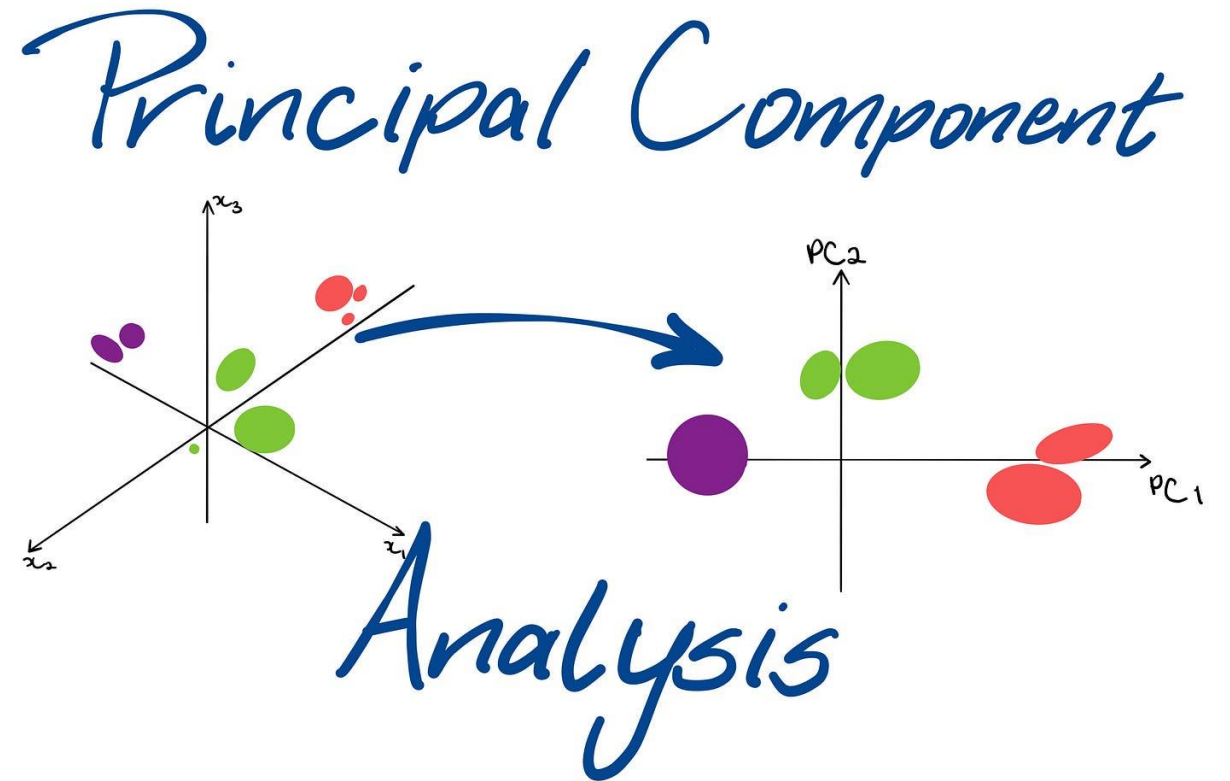 Principal Component
x₃
PC2
PC1
x₂
x₁
Analysis